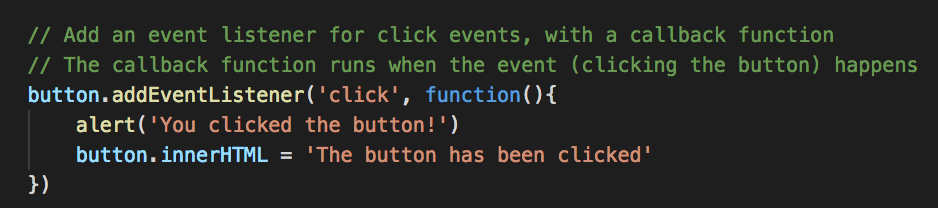 // Add an event listener for click events, with a callback function
// The callback function runs when the event (clicking the button) happens
button.addEventListener('click', function(){
    alert('You clicked the button!')
    button.innerHTML = 'The button has been clicked'
})